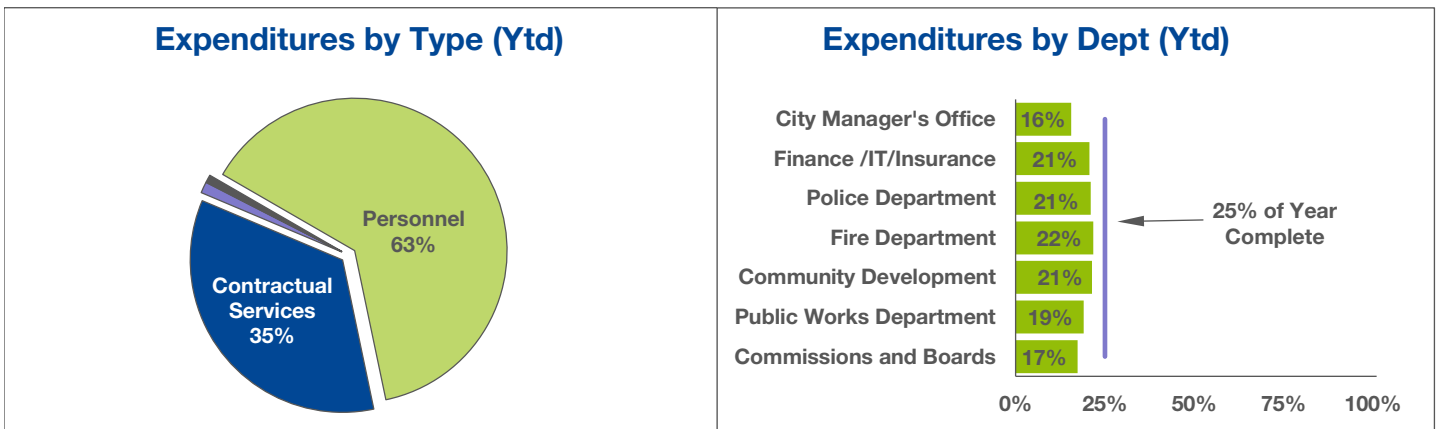 Expenditures by Type (Ytd)
Personnel
63%
Contractual
Services
35%
Expenditures by Dept (Ytd)
City Manager's Office 16%
Finance /IT/Insurance 21%
Police Department 21%
Fire Department 22%
Community Development 21%
Public Works Department 19%
Commissions and Boards 17%
25% of Year
Complete
0% 25% 50% 75% 100%